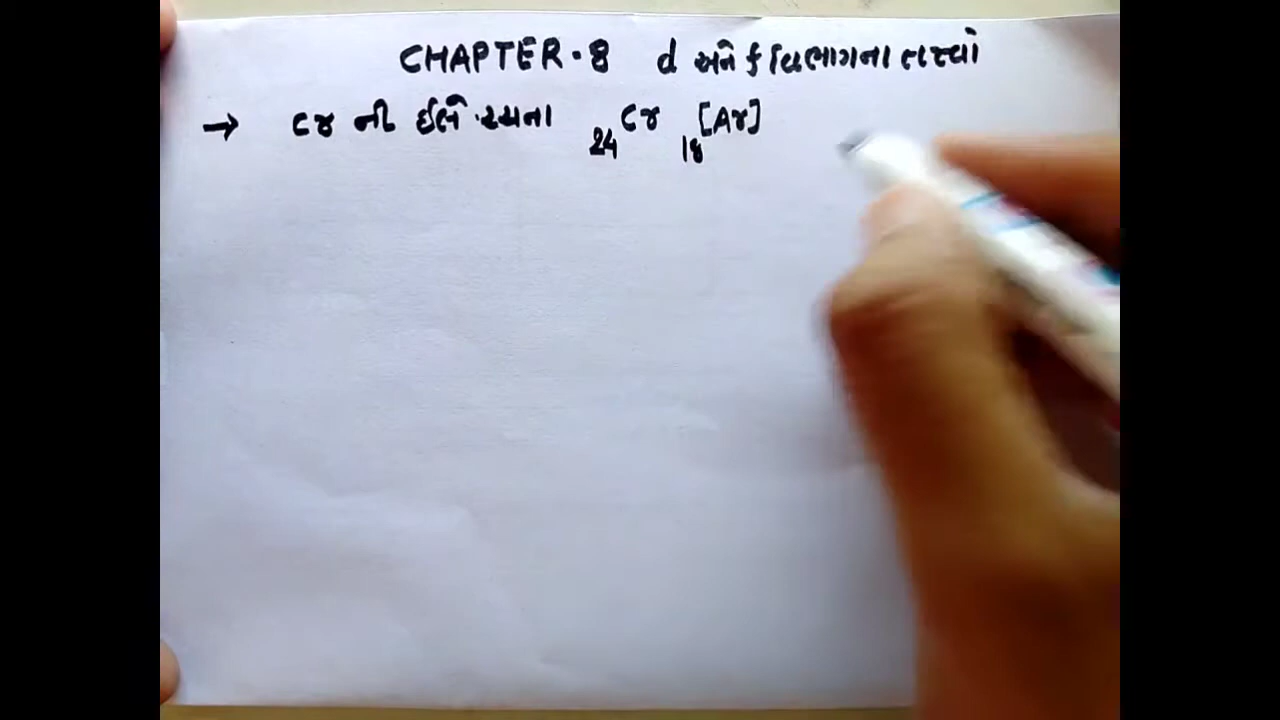 CHAPTER-8 d અને f વિભાગના તત્વો
→ Cr ની ઈલે. રચના ₂₄Cr ₁₈[Ar]